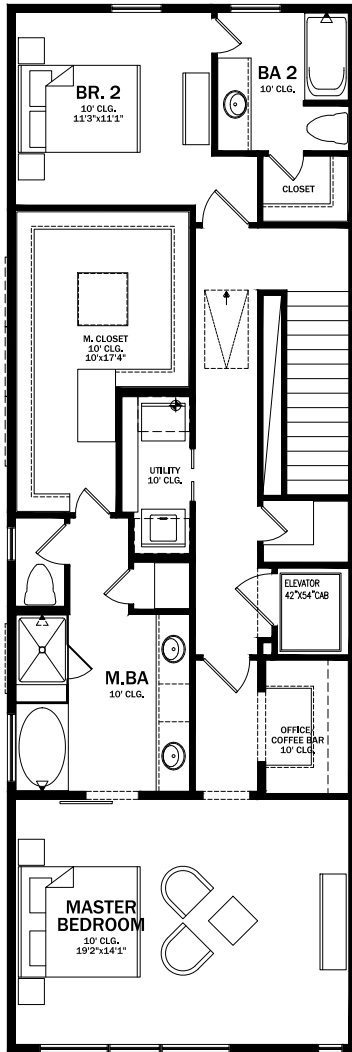 BR. 2
10' CLG.
11'3"x11'1"
BA 2
10' CLG.
CLOSET
M. CLOSET
10' CLG.
10'x17'4"
UTILITY
10' CLG.
ELEVATOR
42"X54"CAB
M.BA
10' CLG.
OFFICE
COFFEE BAR
10' CLG.
MASTER
BEDROOM
10' CLG.
19'2"x14'1"